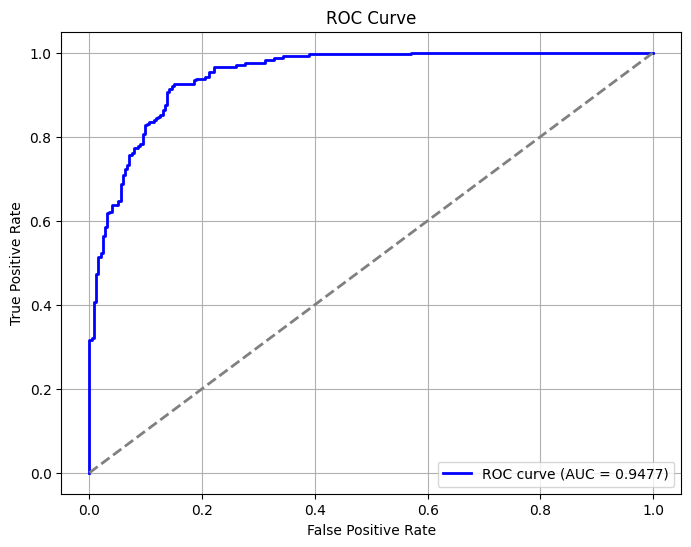 ROC Curve
1.0
0.8
0.6
0.4
0.2
0.0
True Positive Rate
0.0 0.2 0.4 0.6 0.8 1.0
False Positive Rate
ROC curve (AUC = 0.9477)